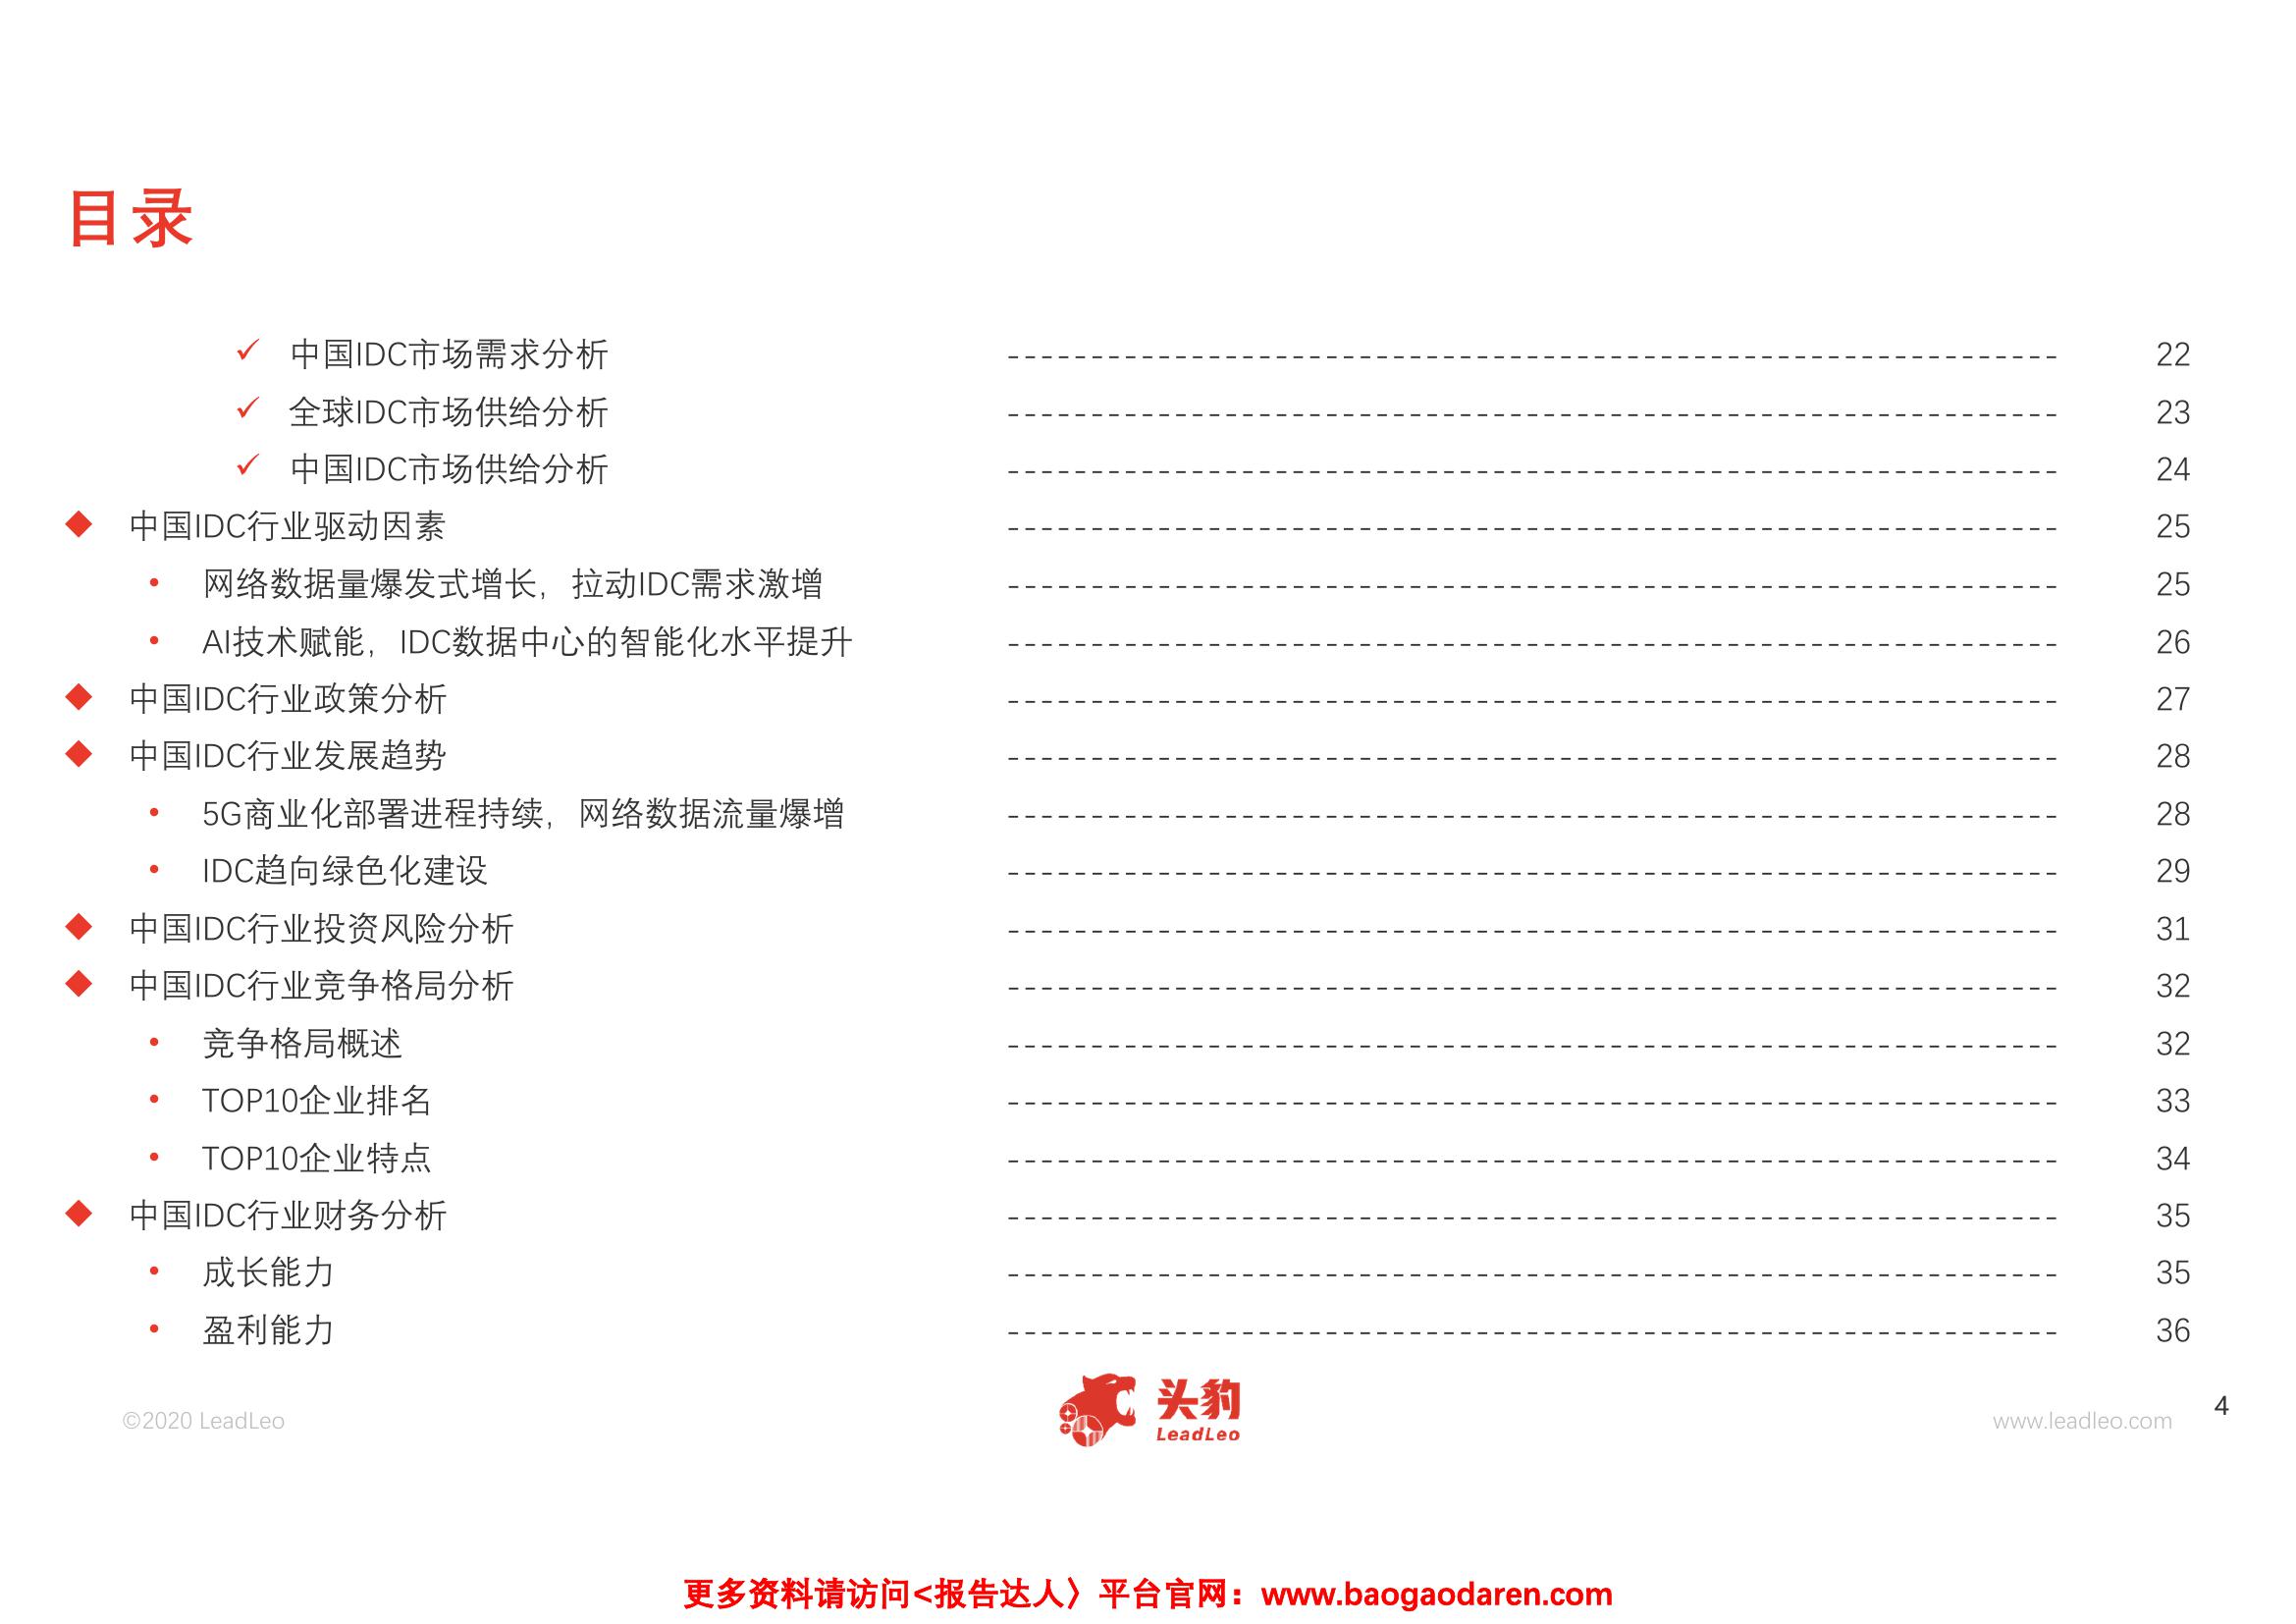 目录
✓ 中国IDC市场需求分析 ---------------------------------------------------------------- 22
✓ 全球IDC市场供给分析 ---------------------------------------------------------------- 23
✓ 中国IDC市场供给分析 ---------------------------------------------------------------- 24
◆ 中国IDC行业驱动因素 ---------------------------------------------------------------- 25
• 网络数据量爆发式增长，拉动IDC需求激增 ---------------------------------------------------------------- 25
• AI技术赋能，IDC数据中心的智能化水平提升 ---------------------------------------------------------------- 26
◆ 中国IDC行业政策分析 ---------------------------------------------------------------- 27
◆ 中国IDC行业发展趋势 ---------------------------------------------------------------- 28
• 5G商业化部署进程持续，网络数据流量爆增 ---------------------------------------------------------------- 28
• IDC趋向绿色化建设 ---------------------------------------------------------------- 29
◆ 中国IDC行业投资风险分析 ---------------------------------------------------------------- 31
◆ 中国IDC行业竞争格局分析 ---------------------------------------------------------------- 32
• 竞争格局概述 ---------------------------------------------------------------- 32
• TOP10企业排名 ---------------------------------------------------------------- 33
• TOP10企业特点 ---------------------------------------------------------------- 34
◆ 中国IDC行业财务分析 ---------------------------------------------------------------- 35
• 成长能力 ---------------------------------------------------------------- 35
• 盈利能力 ---------------------------------------------------------------- 36
©2020 LeadLeo
头豹
LeadLeo
www.leadleo.com
4
更多资料请访问<报告达人〉平台官网：www.baogaodaren.com